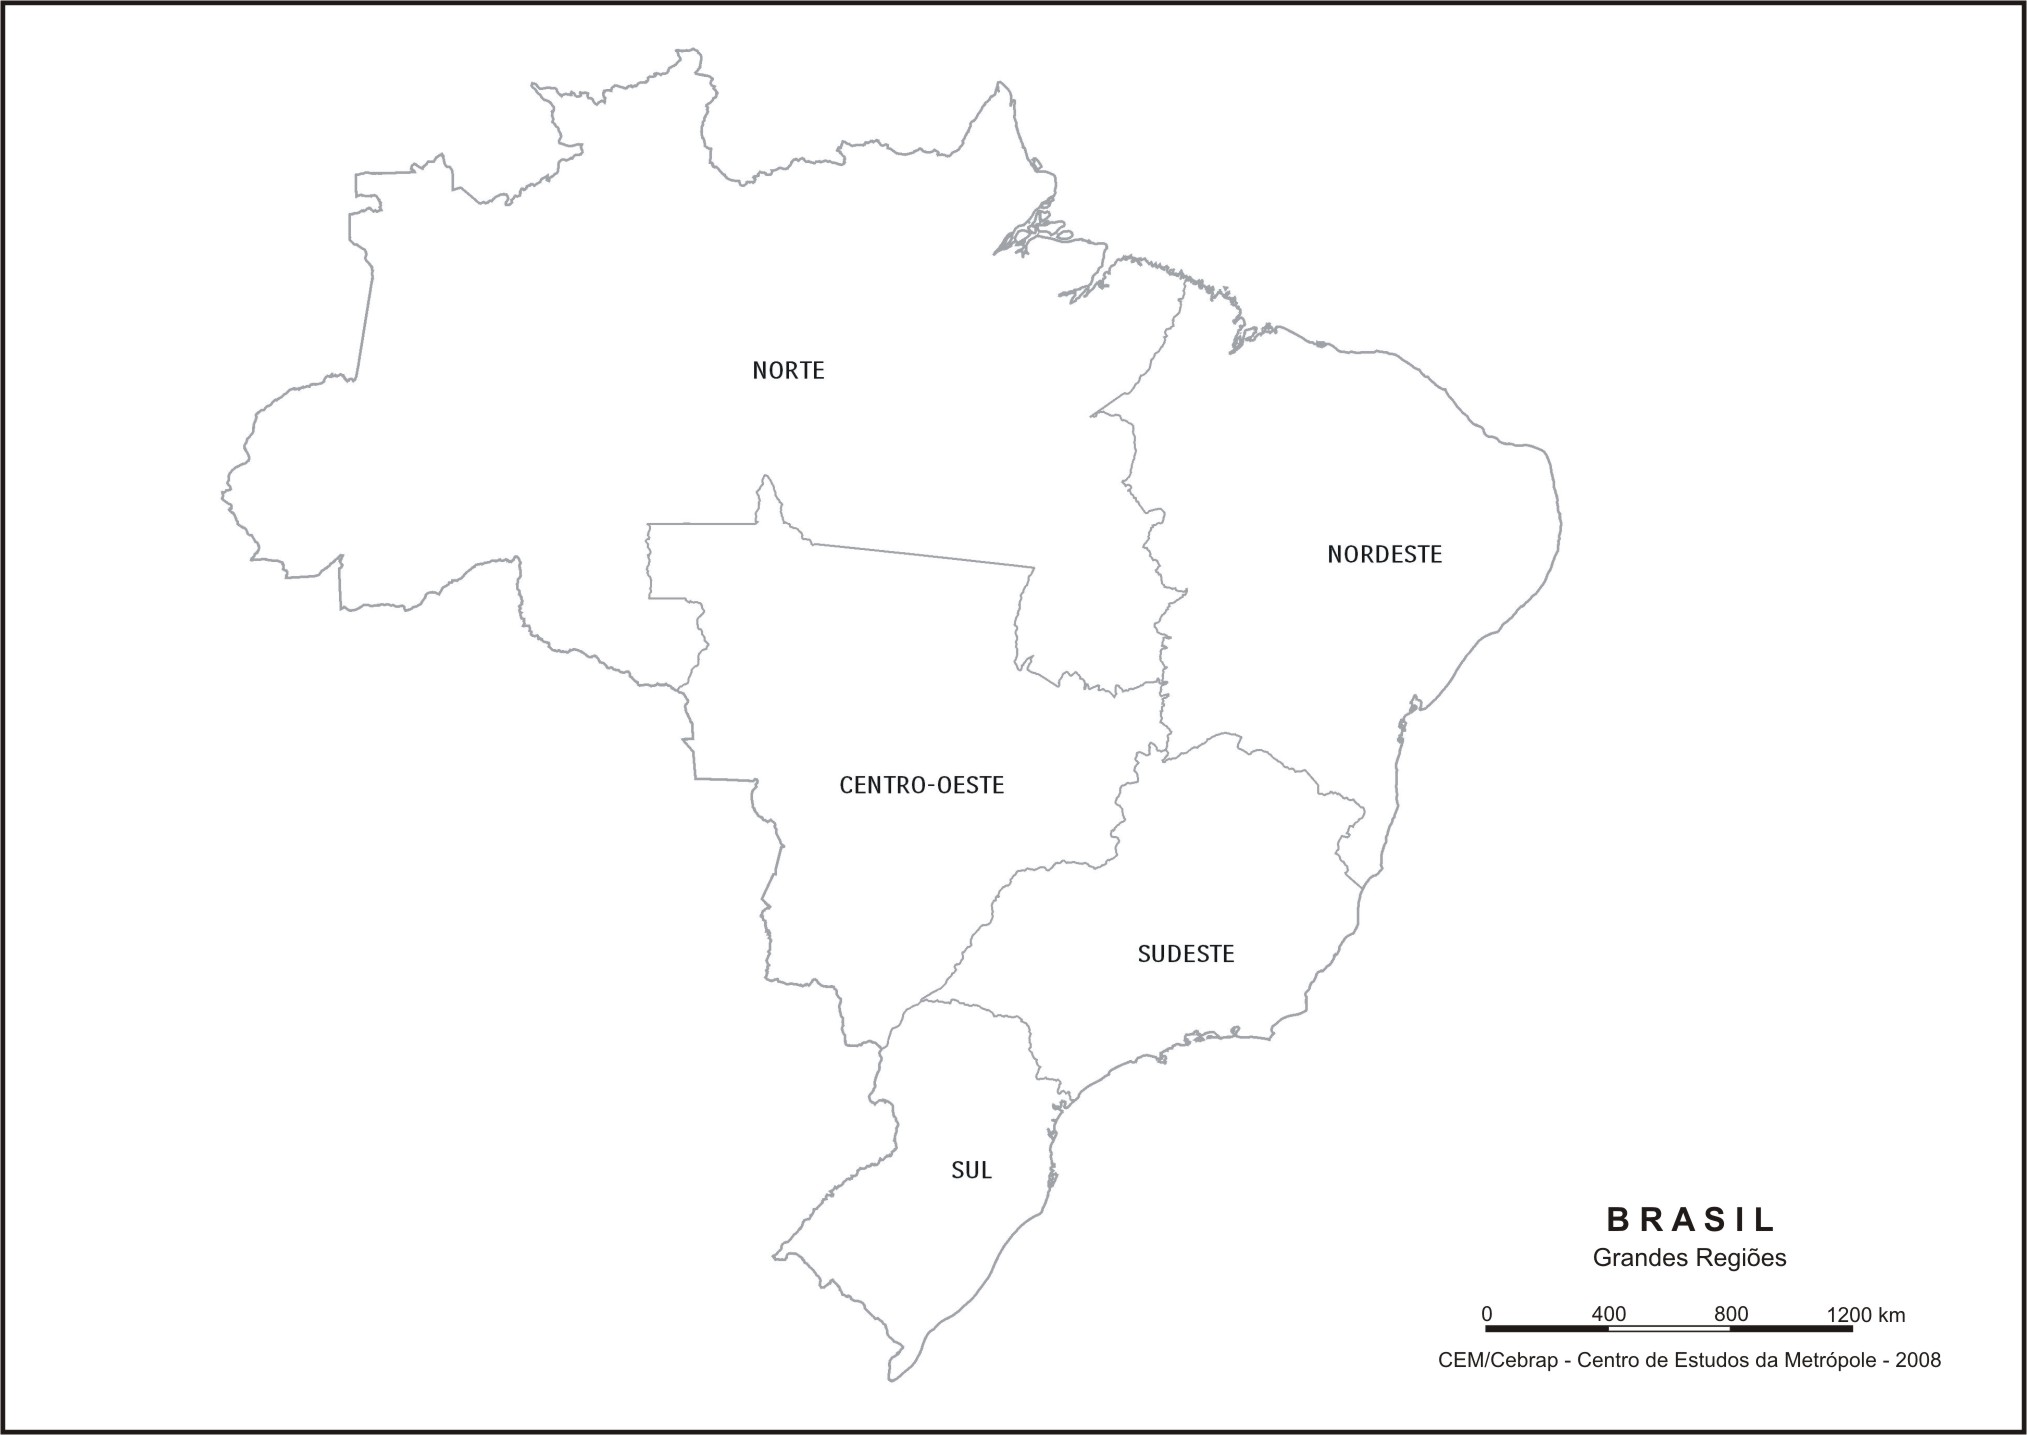 NORTE
NORDESTE
CENTRO-OESTE
SUDESTE
SUL
BRASIL
Grandes Regiões
0 400 800 1200 km
CEM/Cebrap - Centro de Estudos da Metrópole - 2008